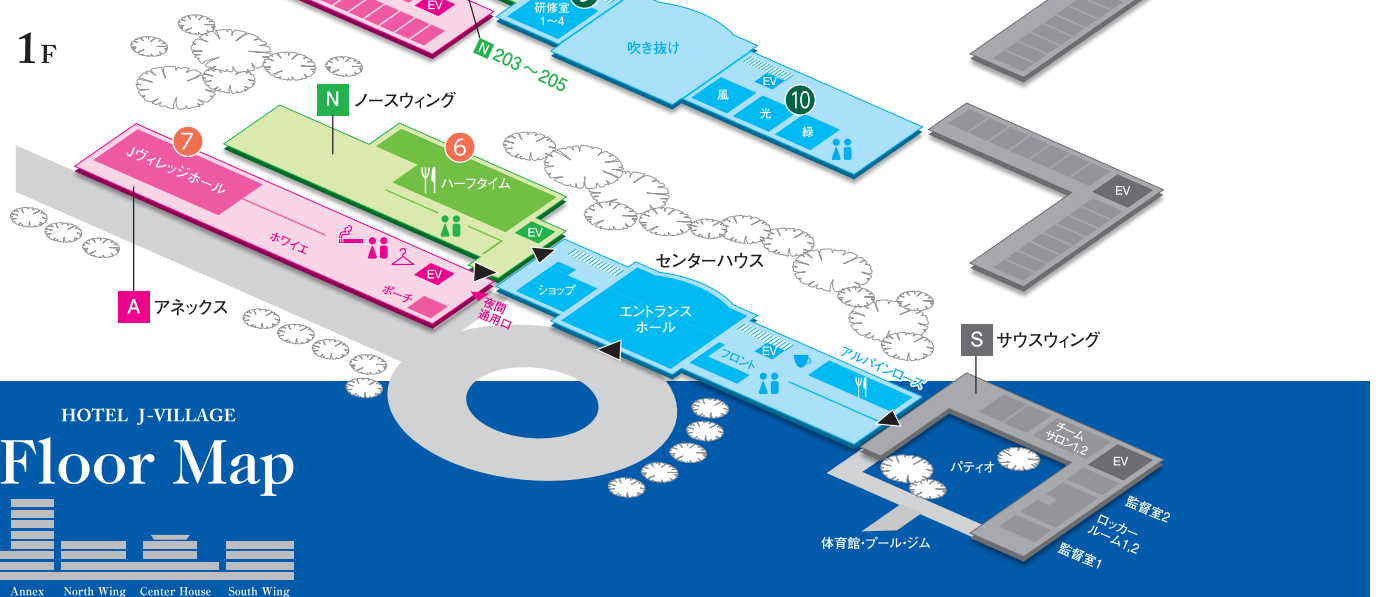 EV
研修室
1～4
N 203～205
吹き抜け
EV
風
光
緑
10
1F
EV
N ノースウィング
7
Jヴィレッジホール
6
ハーフタイム
EV
ホワイエ
EV
ポーチ
夜間
通用口
A アネックス
センターハウス
ショップ
エントランス
ホール
フロント
EV
アルパインローズ
S サウスウィング
チーム
サロン1,2
EV
パティオ
監督室2
ロッカー
ルーム1,2
監督室1
体育館・プール・ジム
HOTEL J-VILLAGE
Floor Map
Annex North Wing Center House South Wing